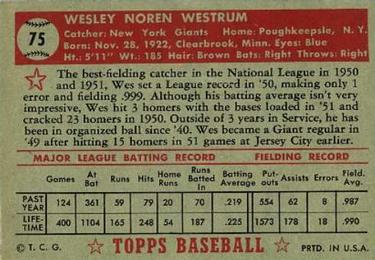 75
WESLEY NOREN WESTRUM
Catcher: New York Giants Home: Poughkeepsie, N. Y.
Born: Nov. 28, 1922, Clearbrook, Minn. Eyes: Blue
Ht.: 5'11" Wt.: 185 Hair: Brown Bats: Right Throws: Right
The best-fielding catcher in the National League in 1950
and 1951, Wes set a League record in '50, making only 1
error and fielding .999. Although his batting average isn't very
impressive, Wes hit 3 homers with the bases loaded in '51 and
cracked 23 homers in 1950. Outside of 3 years in Service, he has
been in organized ball since '40. Wes became a Giant regular in
'49 after hitting 15 homers in 51 games at Jersey City earlier.
MAJOR LEAGUE BATTING RECORD FIELDING RECORD
Games At Bat Runs Hits Home Runs Runs Batted In Batting Average Put-outs Assists Errors Field. Avg.
PAST YEAR 124 361 59 79 20 70 .219 554 62 8 .987
LIFE-TIME 400 1104 165 248 54 187 .225 1573 178 18 .990
© T. C. G. TOPPS BASEBALL PRTD. IN U.S.A.